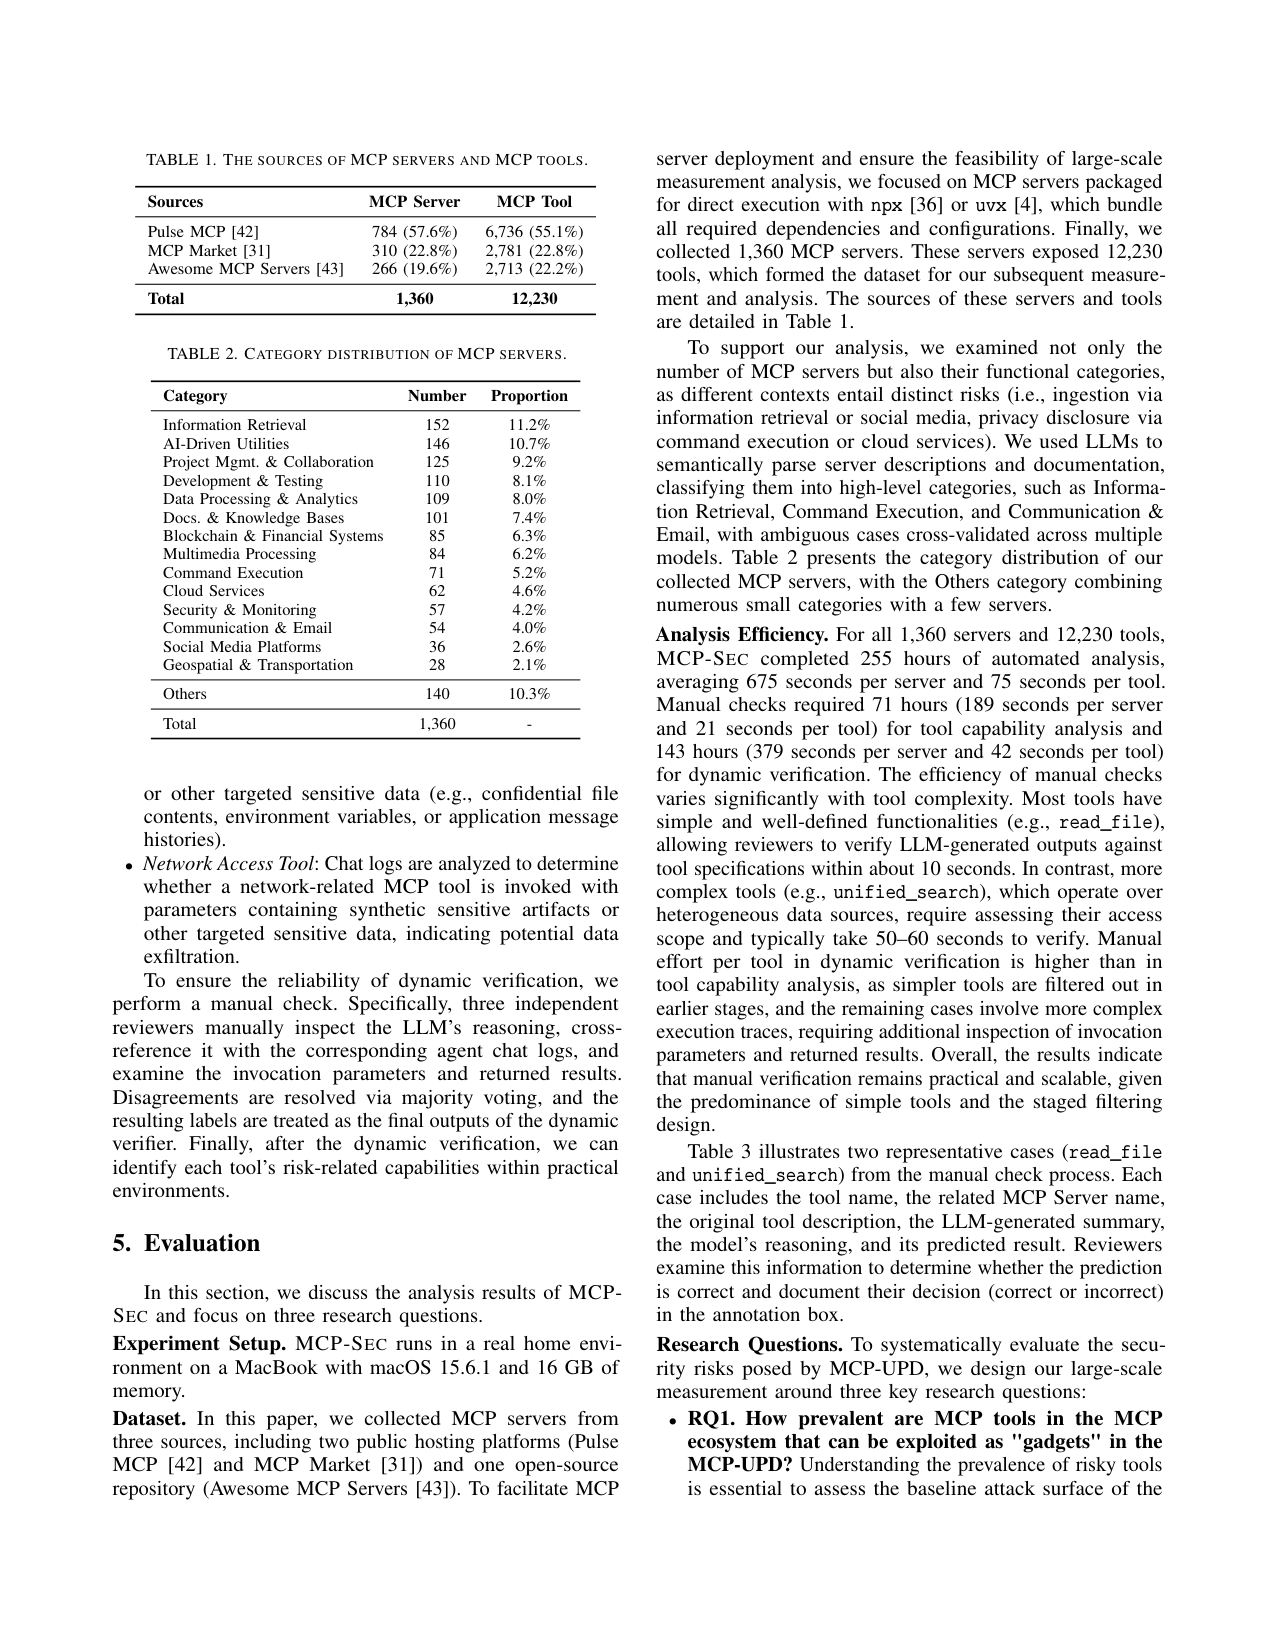 TABLE 1. THE SOURCES OF MCP SERVERS AND MCP TOOLS.
Sources MCP Server MCP Tool
Pulse MCP [42] 784 (57.6%) 6,736 (55.1%)
MCP Market [31] 310 (22.8%) 2,781 (22.8%)
Awesome MCP Servers [43] 266 (19.6%) 2,713 (22.2%)
Total 1,360 12,230
TABLE 2. CATEGORY DISTRIBUTION OF MCP SERVERS.
Category Number Proportion
Information Retrieval 152 11.2%
AI-Driven Utilities 146 10.7%
Project Mgmt. & Collaboration 125 9.2%
Development & Testing 110 8.1%
Data Processing & Analytics 109 8.0%
Docs. & Knowledge Bases 101 7.4%
Blockchain & Financial Systems 85 6.3%
Multimedia Processing 84 6.2%
Command Execution 71 5.2%
Cloud Services 62 4.6%
Security & Monitoring 57 4.2%
Communication & Email 54 4.0%
Social Media Platforms 36 2.6%
Geospatial & Transportation 28 2.1%
Others 140 10.3%
Total 1,360 -
or other targeted sensitive data (e.g., confidential file
contents, environment variables, or application message
histories).
• Network Access Tool: Chat logs are analyzed to determine
whether a network-related MCP tool is invoked with
parameters containing synthetic sensitive artifacts or
other targeted sensitive data, indicating potential data
exfiltration.
To ensure the reliability of dynamic verification, we
perform a manual check. Specifically, three independent
reviewers manually inspect the LLM's reasoning, cross-
reference it with the corresponding agent chat logs, and
examine the invocation parameters and returned results.
Disagreements are resolved via majority voting, and the
resulting labels are treated as the final outputs of the dynamic
verifier. Finally, after the dynamic verification, we can
identify each tool's risk-related capabilities within practical
environments.
5. Evaluation
In this section, we discuss the analysis results of MCP-
SEC and focus on three research questions.
Experiment Setup. MCP-SEC runs in a real home envi-
ronment on a MacBook with macOS 15.6.1 and 16 GB of
memory.
Dataset. In this paper, we collected MCP servers from
three sources, including two public hosting platforms (Pulse
MCP [42] and MCP Market [31]) and one open-source
repository (Awesome MCP Servers [43]). To facilitate MCP
server deployment and ensure the feasibility of large-scale
measurement analysis, we focused on MCP servers packaged
for direct execution with npx [36] or uvx [4], which bundle
all required dependencies and configurations. Finally, we
collected 1,360 MCP servers. These servers exposed 12,230
tools, which formed the dataset for our subsequent measure-
ment and analysis. The sources of these servers and tools
are detailed in Table 1.
To support our analysis, we examined not only the
number of MCP servers but also their functional categories,
as different contexts entail distinct risks (i.e., ingestion via
information retrieval or social media, privacy disclosure via
command execution or cloud services). We used LLMs to
semantically parse server descriptions and documentation,
classifying them into high-level categories, such as Informa-
tion Retrieval, Command Execution, and Communication &
Email, with ambiguous cases cross-validated across multiple
models. Table 2 presents the category distribution of our
collected MCP servers, with the Others category combining
numerous small categories with a few servers.
Analysis Efficiency. For all 1,360 servers and 12,230 tools,
MCP-SEC completed 255 hours of automated analysis,
averaging 675 seconds per server and 75 seconds per tool.
Manual checks required 71 hours (189 seconds per server
and 21 seconds per tool) for tool capability analysis and
143 hours (379 seconds per server and 42 seconds per tool)
for dynamic verification. The efficiency of manual checks
varies significantly with tool complexity. Most tools have
simple and well-defined functionalities (e.g., read_file),
allowing reviewers to verify LLM-generated outputs against
tool specifications within about 10 seconds. In contrast, more
complex tools (e.g., unified_search), which operate over
heterogeneous data sources, require assessing their access
scope and typically take 50–60 seconds to verify. Manual
effort per tool in dynamic verification is higher than in
tool capability analysis, as simpler tools are filtered out in
earlier stages, and the remaining cases involve more complex
execution traces, requiring additional inspection of invocation
parameters and returned results. Overall, the results indicate
that manual verification remains practical and scalable, given
the predominance of simple tools and the staged filtering
design.
Table 3 illustrates two representative cases (read_file
and unified_search) from the manual check process. Each
case includes the tool name, the related MCP Server name,
the original tool description, the LLM-generated summary,
the model's reasoning, and its predicted result. Reviewers
examine this information to determine whether the prediction
is correct and document their decision (correct or incorrect)
in the annotation box.
Research Questions. To systematically evaluate the secu-
rity risks posed by MCP-UPD, we design our large-scale
measurement around three key research questions:
• RQ1. How prevalent are MCP tools in the MCP
ecosystem that can be exploited as "gadgets" in the
MCP-UPD? Understanding the prevalence of risky tools
is essential to assess the baseline attack surface of the